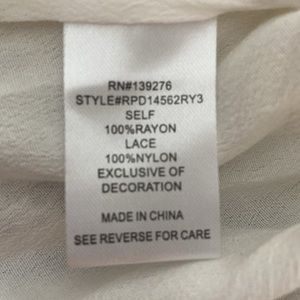 RN#139276
STYLE#RPD14562RY3
SELF
100%RAYON
LACE
100%NYLON
EXCLUSIVE OF
DECORATION
MADE IN CHINA
SEE REVERSE FOR CARE